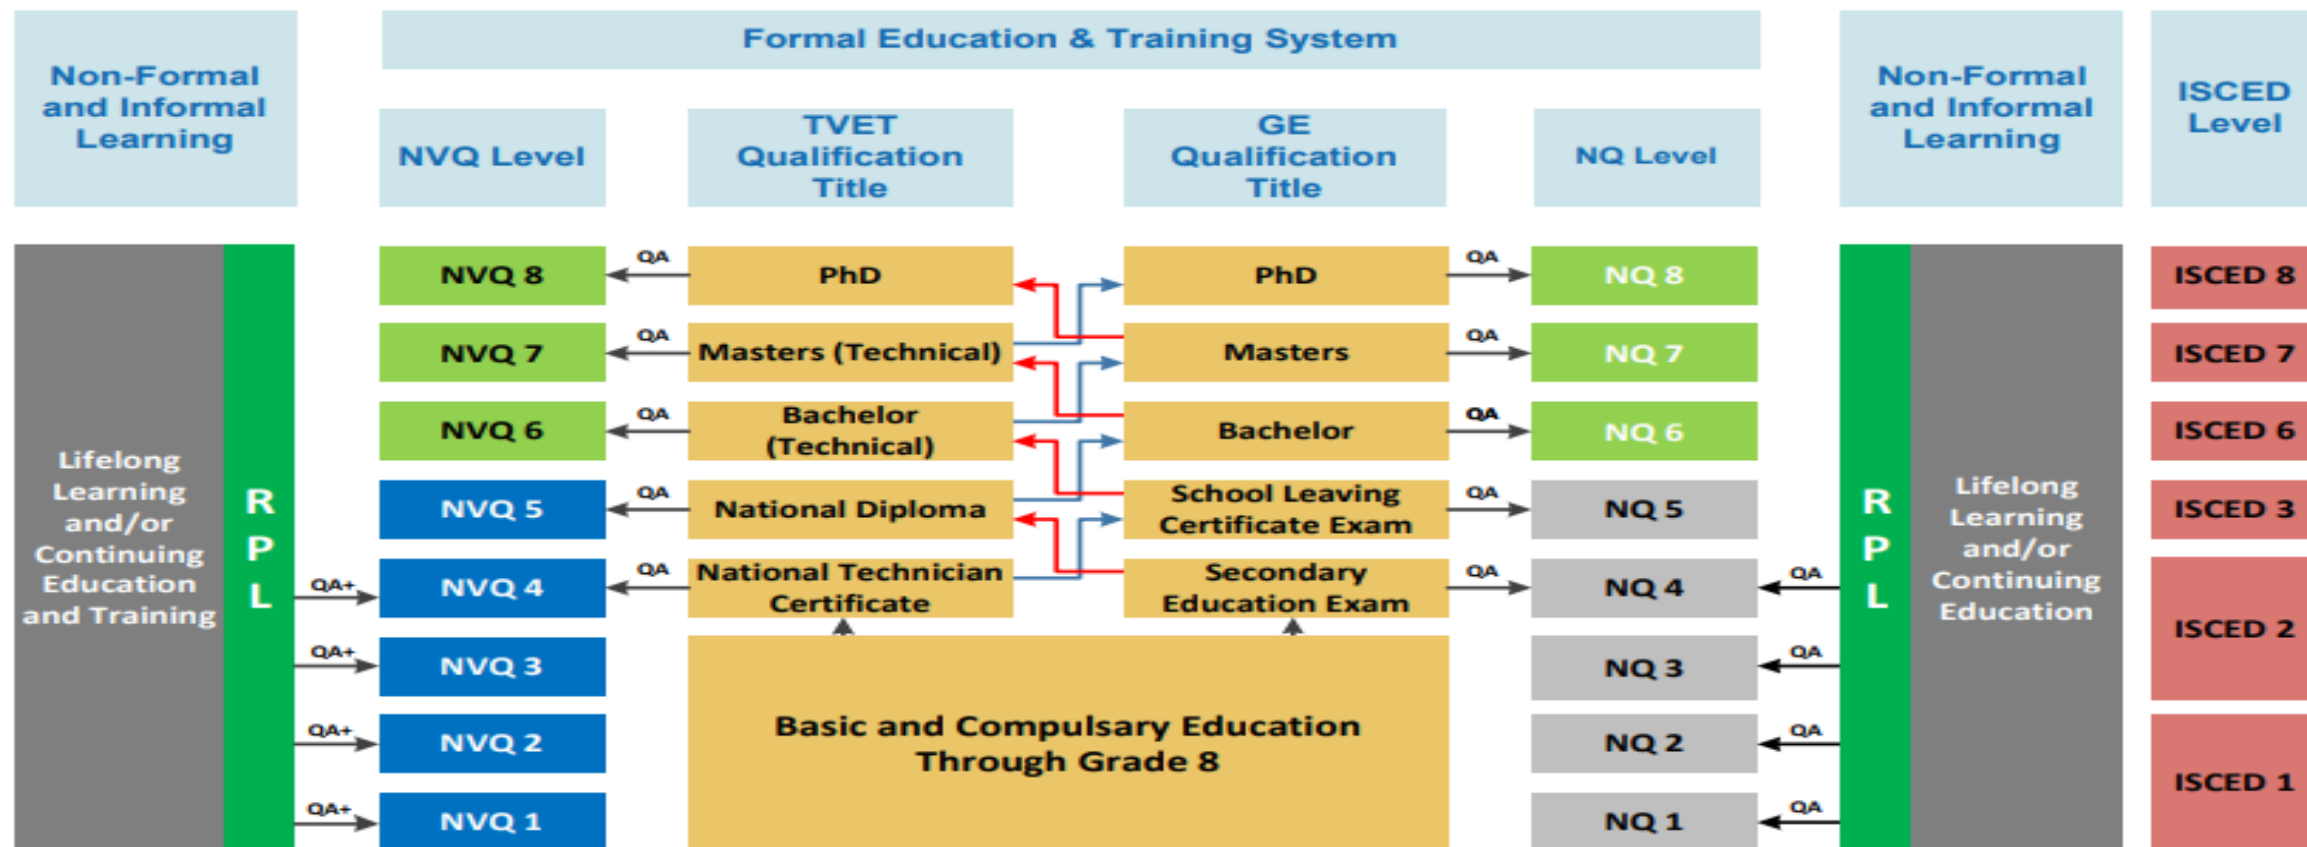 Non-Formal
and Informal
Learning
Formal Education & Training System
NVQ Level
TVET
Qualification
Title
GE
Qualification
Title
NQ Level
Non-Formal
and Informal
Learning
ISCED
Level
Lifelong
Learning
and/or
Continuing
Education
and Training
R
P
L
NVQ 8
QA
PhD
PhD
QA
NQ 8
ISCED 8
NVQ 7
QA
Masters (Technical)
Masters
QA
NQ 7
ISCED 7
NVQ 6
QA
Bachelor
(Technical)
Bachelor
QA
NQ 6
ISCED 6
NVQ 5
QA
National Diploma
School Leaving
Certificate Exam
QA
NQ 5
ISCED 3
QA+
NVQ 4
QA
National Technician
Certificate
Secondary
Education Exam
QA
NQ 4
QA
ISCED 2
QA+
NVQ 3
Basic and Compulsary Education
Through Grade 8
NQ 3
QA
QA+
NVQ 2
NQ 2
QA
ISCED 1
QA+
NVQ 1
NQ 1
QA
R
P
L
Lifelong
Learning
and/or
Continuing
Education